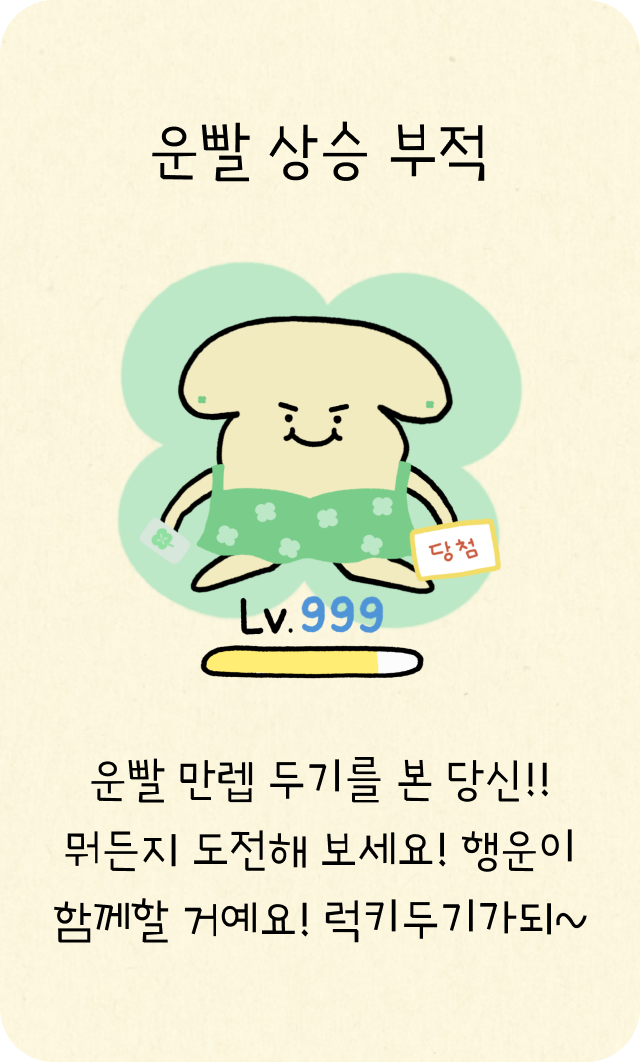 운빨 상승 부적
당첨
Lv.999
운빨 만렙 두기를 본 당신!!
뭐든지 도전해 보세요! 행운이
함께할 거예요! 럭키두기가되~